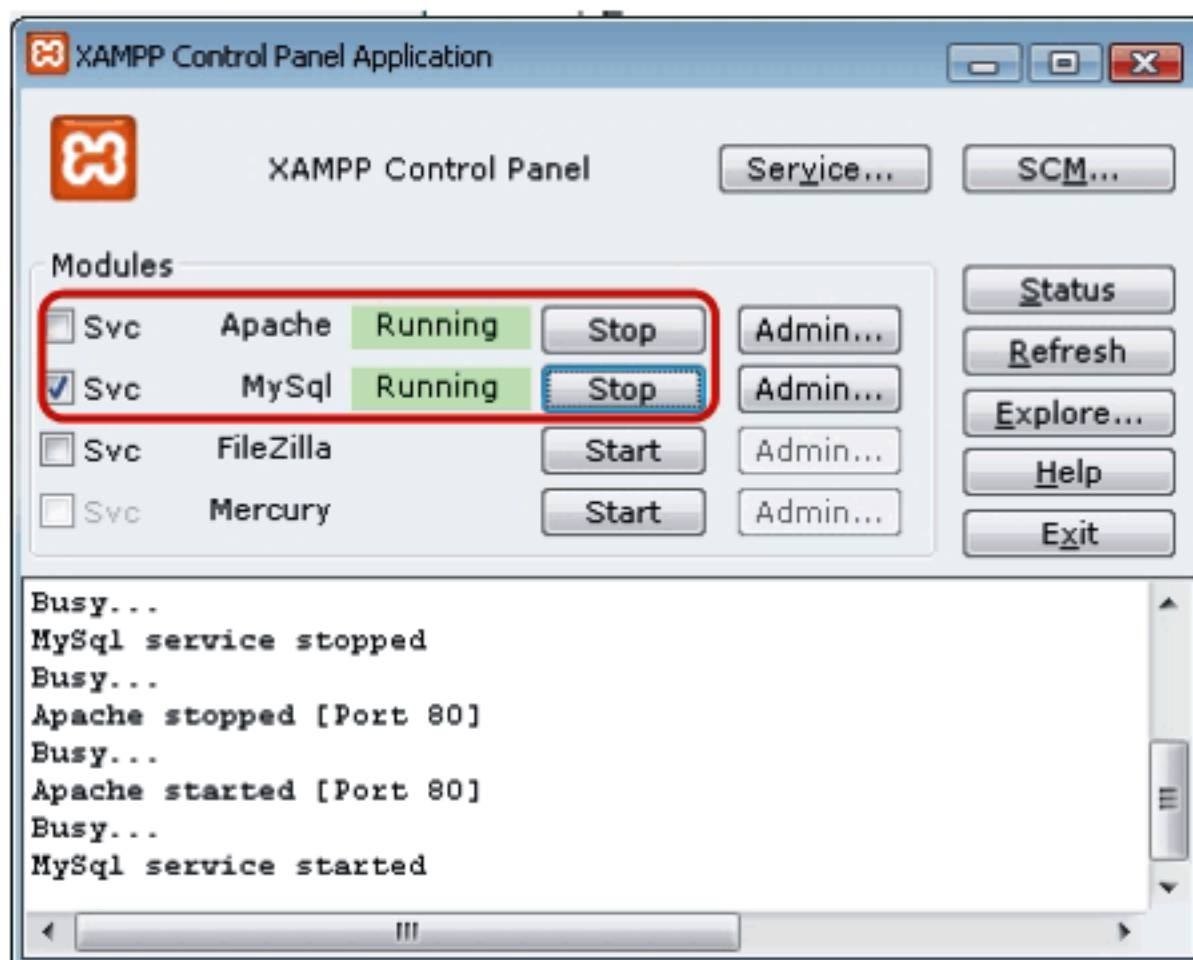 XAMPP Control Panel Application
XAMPP Control Panel Service... SCM...
Modules
Svc Apache Running Stop Admin...
Svc MySql Running Stop Admin...
Svc FileZilla Start Admin...
Svc Mercury Start Admin...
Status
Refresh
Explore...
Help
Exit
Busy...
MySql service stopped
Busy...
Apache stopped [Port 80]
Busy...
Apache started [Port 80]
Busy...
MySql service started